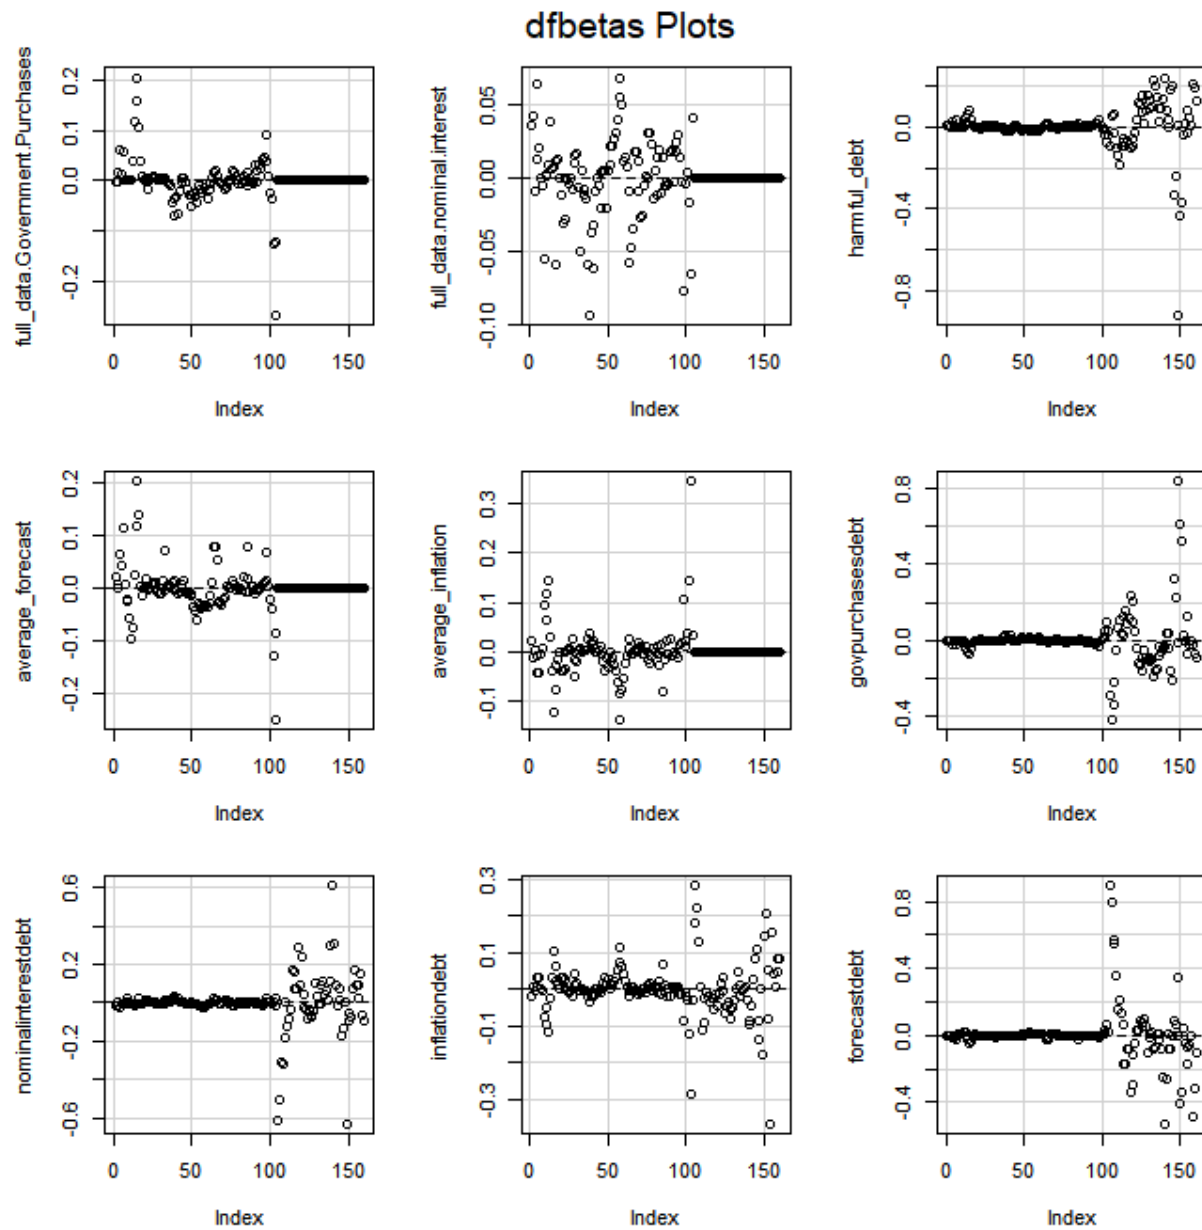 dfbetas Plots
full_data.Government.Purchases
0.2
0.1
0.0
-0.2
0 50 100 150
Index
full_data.nominal.interest
0.05
0.00
-0.05
-0.10
0 50 100 150
Index
harmful_debt
0.0
-0.4
-0.8
0 50 100 150
Index
average_forecast
0.2
0.1
0.0
-0.1
-0.2
0 50 100 150
Index
average_inflation
0.3
0.2
0.1
0.0
-0.1
0 50 100 150
Index
govpurchasesdebt
0.8
0.4
0.0
-0.4
0 50 100 150
Index
nominalinterestdebt
0.6
0.2
-0.2
-0.6
0 50 100 150
Index
inflationdebt
0.3
0.1
-0.1
-0.3
0 50 100 150
Index
forecastdebt
0.8
0.4
0.0
-0.4
0 50 100 150
Index